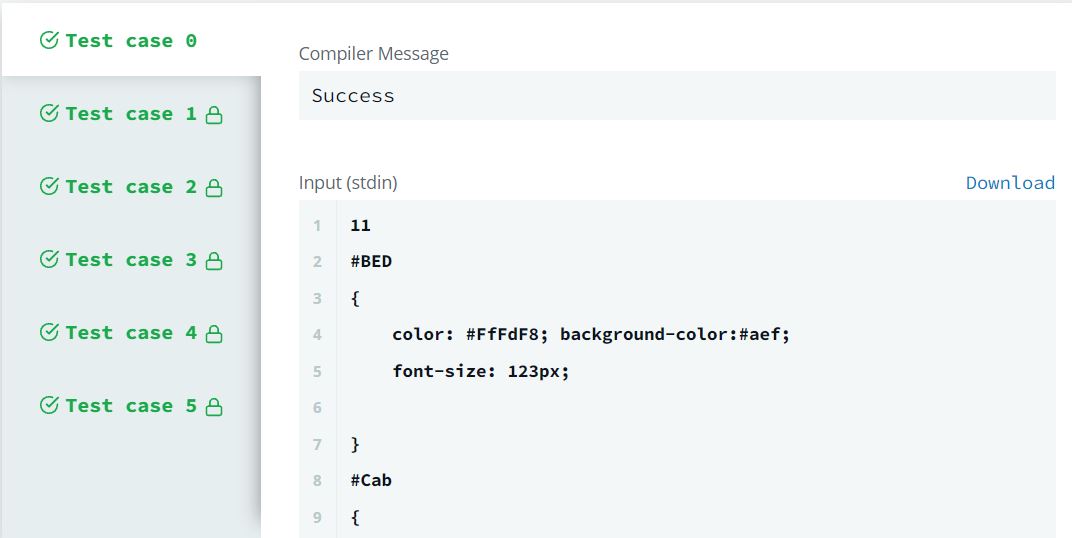 Test case 0
Test case 1
Test case 2
Test case 3
Test case 4
Test case 5
Compiler Message
Success
Input (stdin)
Download
1 11
2 #BED
3 {
4 color: #FfFdF8; background-color:#aef;
5 font-size: 123px;
6
7 }
8 #Cab
9 {